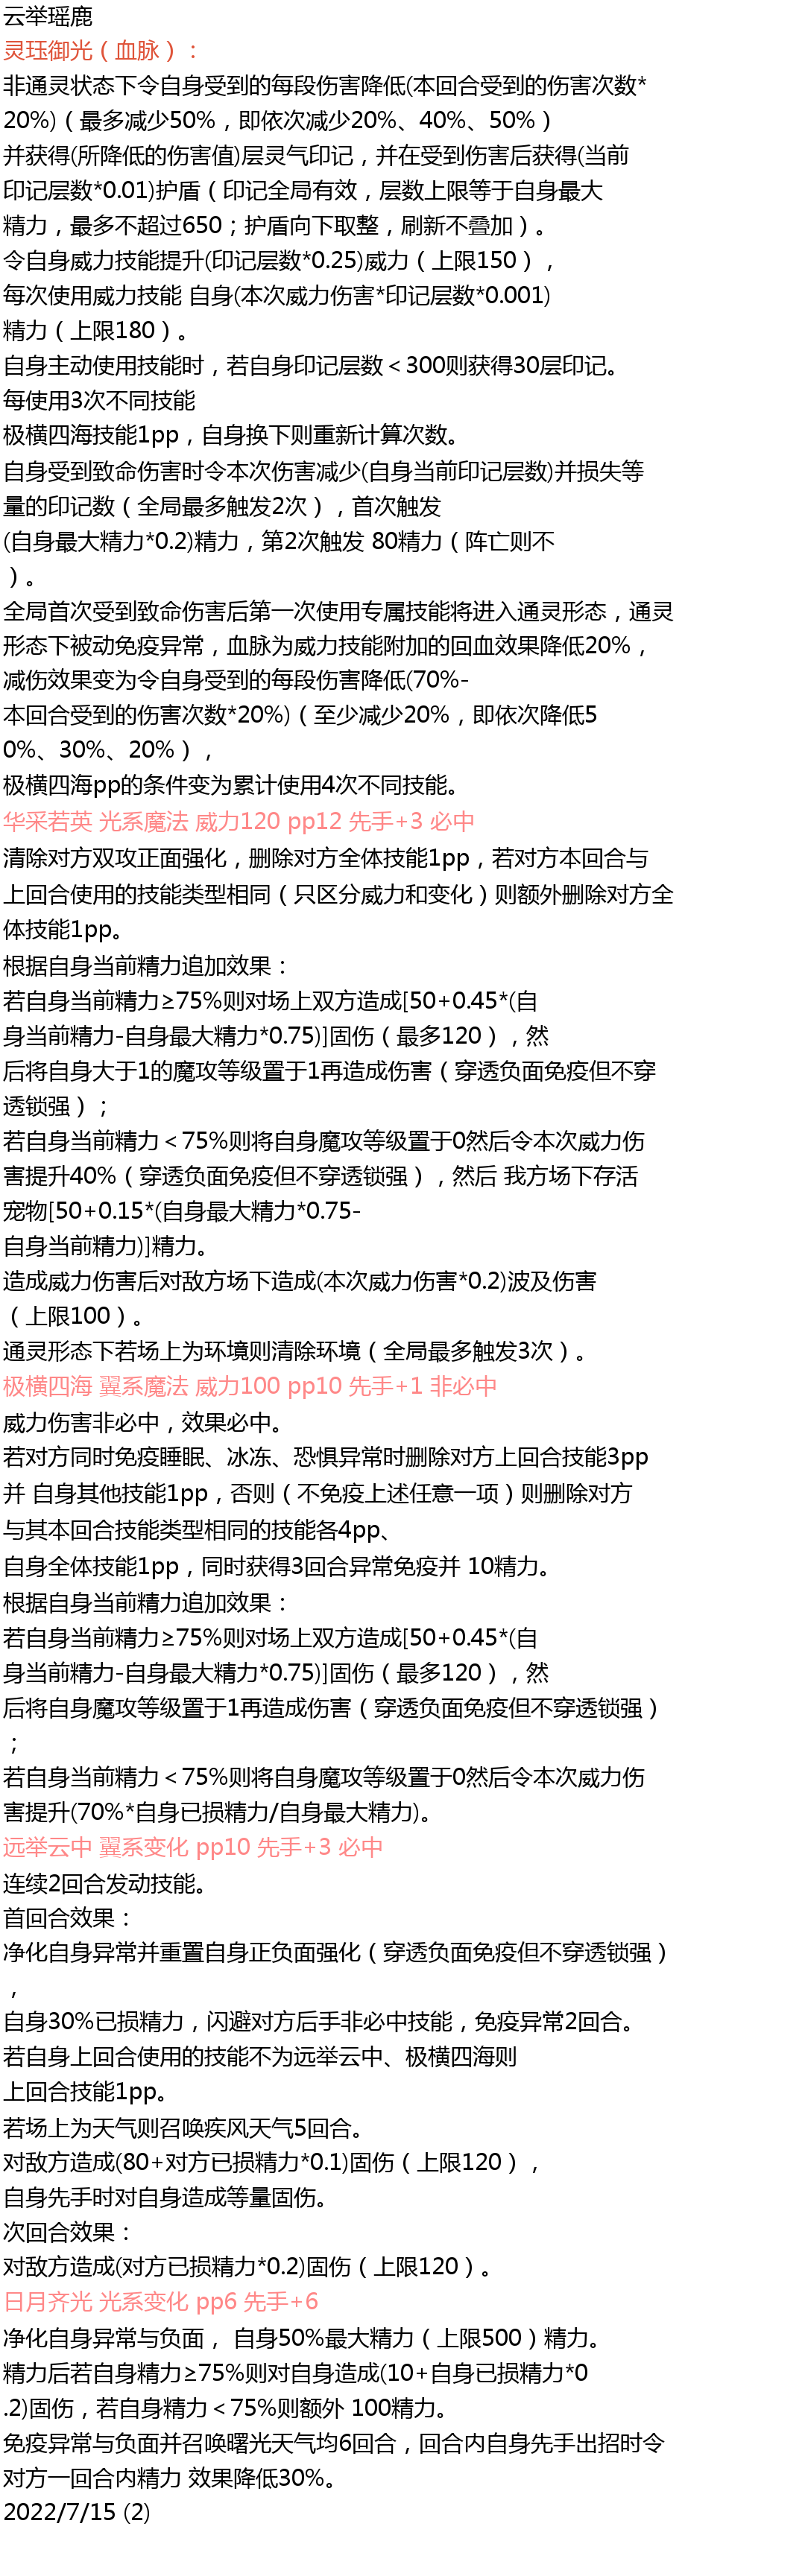 云举瑶鹿
灵珏御光（血脉）：
非通灵状态下令自身受到的每段伤害降低(本回合受到的伤害次数*
20%)（最多减少50%，即依次减少20%、40%、50%）
并获得(所降低的伤害值)层灵气印记，并在受到伤害后获得(当前
印记层数*0.01)护盾（印记全局有效，层数上限等于自身最大
精力，最多不超过650；护盾向下取整，刷新不叠加）。
令自身威力技能提升(印记层数*0.25)威力（上限150），
每次使用威力技能 自身(本次威力伤害*印记层数*0.001)
精力（上限180）。
自身主动使用技能时，若自身印记层数＜300则获得30层印记。
每使用3次不同技能
极横四海技能1pp，自身换下则重新计算次数。
自身受到致命伤害时令本次伤害减少(自身当前印记层数)并损失等
量的印记数（全局最多触发2次），首次触发
(自身最大精力*0.2)精力，第2次触发 80精力（阵亡则不
）。
全局首次受到致命伤害后第一次使用专属技能将进入通灵形态，通灵
形态下被动免疫异常，血脉为威力技能附加的回血效果降低20%，
减伤效果变为令自身受到的每段伤害降低(70%-
本回合受到的伤害次数*20%)（至少减少20%，即依次降低5
0%、30%、20%），
极横四海pp的条件变为累计使用4次不同技能。
华采若英 光系魔法 威力120 pp12 先手+3 必中
清除对方双攻正面强化，删除对方全体技能1pp，若对方本回合与
上回合使用的技能类型相同（只区分威力和变化）则额外删除对方全
体技能1pp。
根据自身当前精力追加效果：
若自身当前精力≥75%则对场上双方造成[50+0.45*(自
身当前精力-自身最大精力*0.75)]固伤（最多120），然
后将自身大于1的魔攻等级置于1再造成伤害（穿透负面免疫但不穿
透锁强）；
若自身当前精力＜75%则将自身魔攻等级置于0然后令本次威力伤
害提升40%（穿透负面免疫但不穿透锁强），然后 我方场下存活
宠物[50+0.15*(自身最大精力*0.75-
自身当前精力)]精力。
造成威力伤害后对敌方场下造成(本次威力伤害*0.2)波及伤害
（上限100）。
通灵形态下若场上为环境则清除环境（全局最多触发3次）。
极横四海 翼系魔法 威力100 pp10 先手+1 非必中
威力伤害非必中，效果必中。
若对方同时免疫睡眠、冰冻、恐惧异常时删除对方上回合技能3pp
并 自身其他技能1pp，否则（不免疫上述任意一项）则删除对方
与其本回合技能类型相同的技能各4pp、
自身全体技能1pp，同时获得3回合异常免疫并 10精力。
根据自身当前精力追加效果：
若自身当前精力≥75%则对场上双方造成[50+0.45*(自
身当前精力-自身最大精力*0.75)]固伤（最多120），然
后将自身魔攻等级置于1再造成伤害（穿透负面免疫但不穿透锁强）
；
若自身当前精力＜75%则将自身魔攻等级置于0然后令本次威力伤
害提升(70%*自身已损精力/自身最大精力)。
远举云中 翼系变化 pp10 先手+3 必中
连续2回合发动技能。
首回合效果：
净化自身异常并重置自身正负面强化（穿透负面免疫但不穿透锁强）
，
自身30%已损精力，闪避对方后手非必中技能，免疫异常2回合。
若自身上回合使用的技能不为远举云中、极横四海则
上回合技能1pp。
若场上为天气则召唤疾风天气5回合。
对敌方造成(80+对方已损精力*0.1)固伤（上限120），
自身先手时对自身造成等量固伤。
次回合效果：
对敌方造成(对方已损精力*0.2)固伤（上限120）。
日月齐光 光系变化 pp6 先手+6
净化自身异常与负面， 自身50%最大精力（上限500）精力。
精力后若自身精力≥75%则对自身造成(10+自身已损精力*0
.2)固伤，若自身精力＜75%则额外 100精力。
免疫异常与负面并召唤曙光天气均6回合，回合内自身先手出招时令
对方一回合内精力 效果降低30%。
2022/7/15 (2)